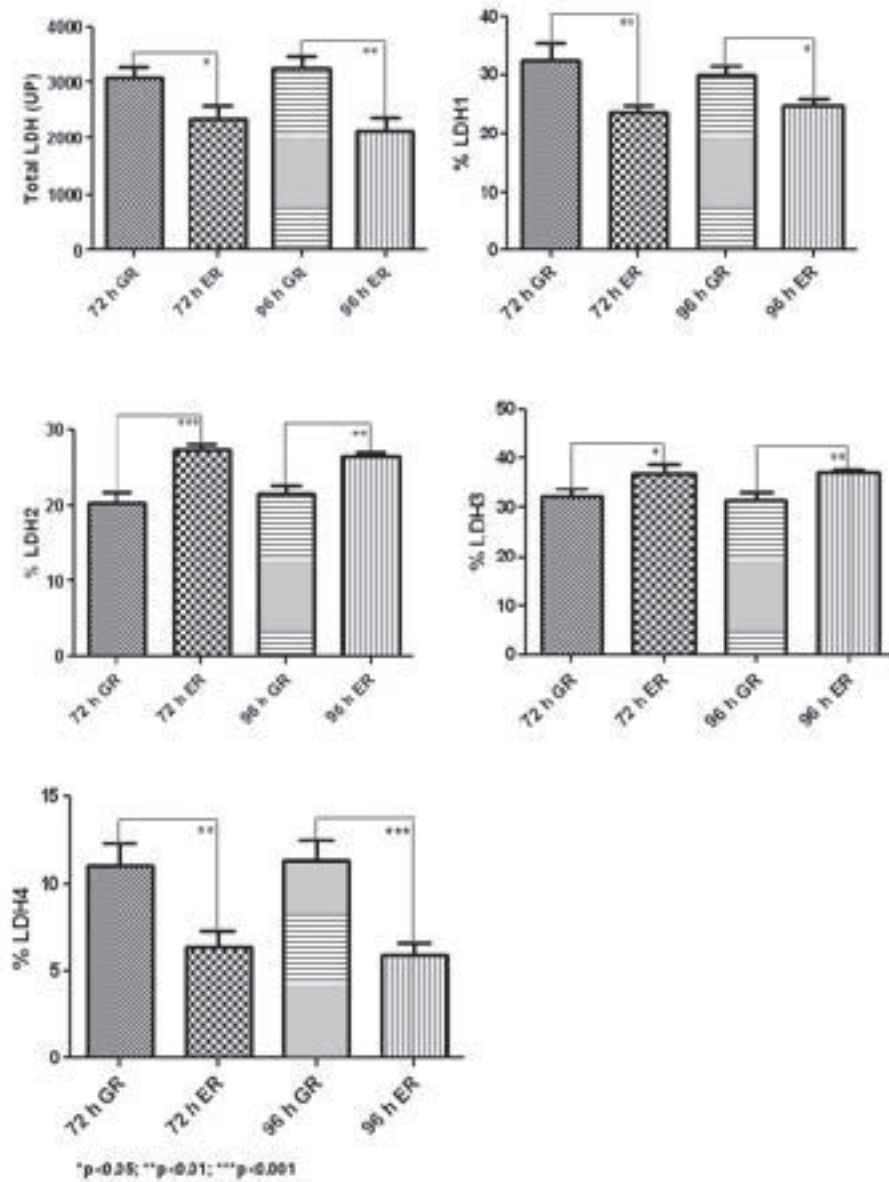 Total LDH (UP)
4000
3000
2000
1000
0
*
**
72 h GR
72 h ER
96 h GR
96 h ER
% LDH1
40
30
20
10
0
**
*
72 h GR
72 h ER
96 h GR
96 h ER
% LDH2
30
20
10
0
***
**
72 h GR
72 h ER
96 h GR
96 h ER
% LDH3
50
40
30
20
10
0
*
**
72 h GR
72 h ER
96 h GR
96 h ER
% LDH4
15
10
5
0
**
***
72 h GR
72 h ER
96 h GR
96 h ER
*p<0.05; **p<0.01; ***p<0.001